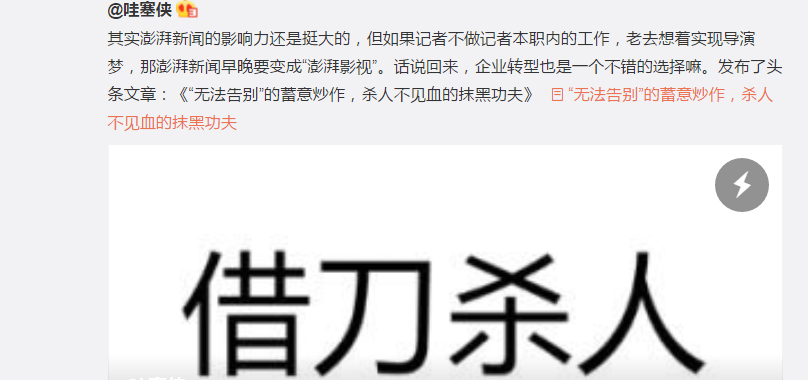 @哇塞侠
其实澎湃新闻的影响力还是挺大的，但如果记者不做记者本职内的工作，老去想着实现导演
梦，那澎湃新闻早晚要变成“澎湃影视”。话说回来，企业转型也是一个不错的选择嘛。发布了头
条文章：《“无法告别”的蓄意炒作，杀人不见血的抹黑功夫》 “无法告别”的蓄意炒作，杀人
不见血的抹黑功夫
借刀杀人